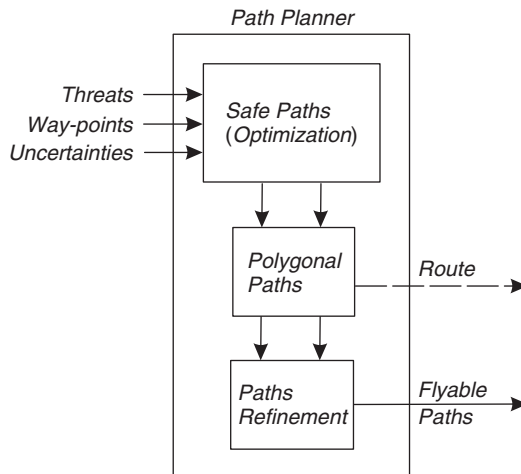 Path Planner
Threats
Way-points
Uncertainties
Safe Paths
(Optimization)
Polygonal
Paths
Route
Paths
Refinement
Flyable
Paths